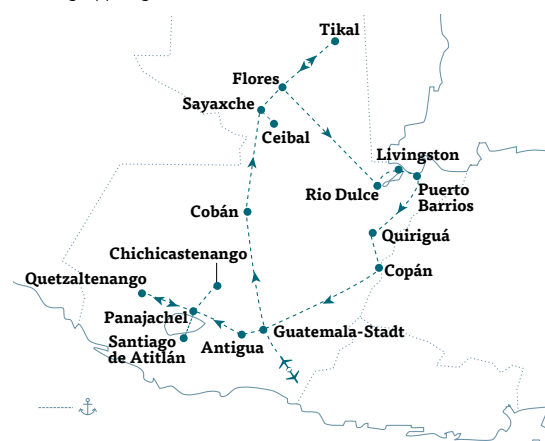 Tikal
Flores
Sayaxche
Ceibal
Livingston
Rio Dulce
Puerto
Barrios
Cobán
Quiriguá
Chichicastenango
Copán
Quetzaltenango
Panajachel
Guatemala-Stadt
Santiago
de Atitlán
Antigua